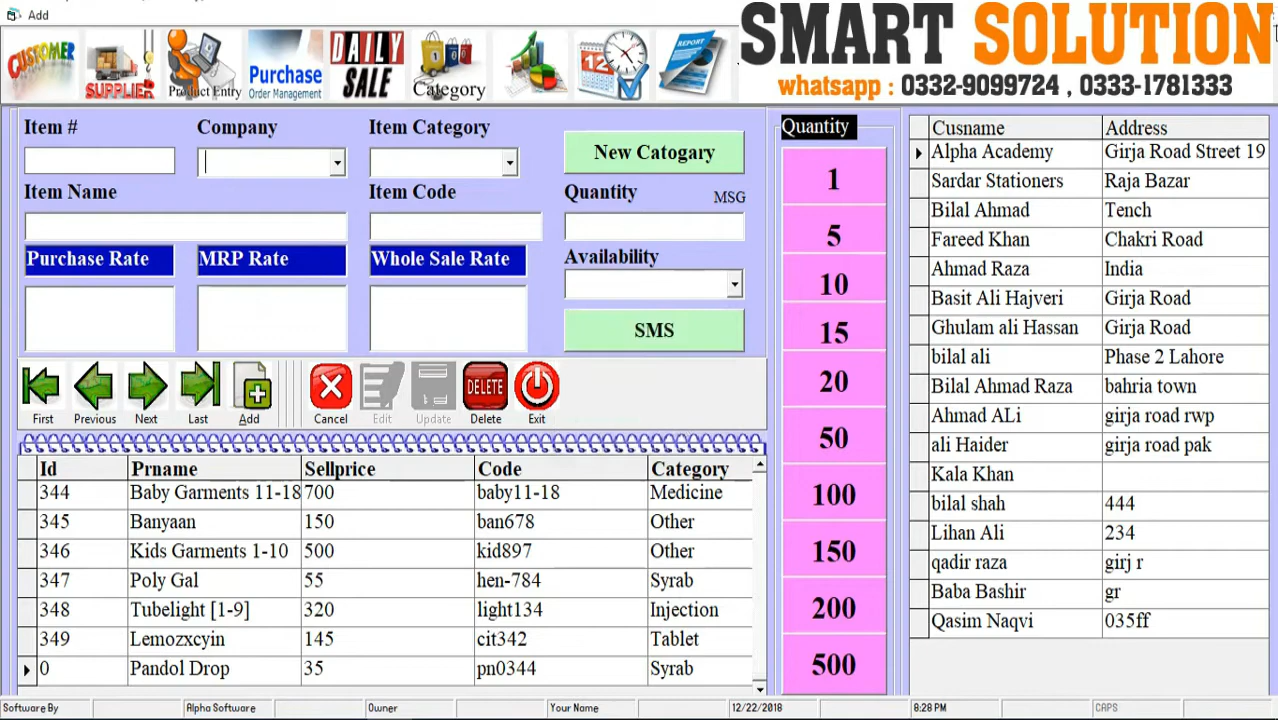 Add
SMART SOLUTION
whatsapp : 0332-9099724 , 0333-1781333
CUSTOMER
SUPPLIER
Product Entry
Purchase
Order Management
DAILY
SALE
Category
REPORT
Item #
Company
Item Category
New Catogary
Item Name
Item Code
Quantity
MSG
Purchase Rate
MRP Rate
Whole Sale Rate
Availability
SMS
First
Previous
Next
Last
Add
Cancel
Edit
Update
DELETE
Delete
Exit
Id Prname Sellprice Code Category
344 Baby Garments 11-18 700 baby11-18 Medicine
345 Banyaan 150 ban678 Other
346 Kids Garments 1-10 500 kid897 Other
347 Poly Gal 55 hen-784 Syrab
348 Tubelight [1-9] 320 light134 Injection
349 Lemozxcyin 145 cit342 Tablet
0 Pandol Drop 35 pn0344 Syrab
Quantity
1
5
10
15
20
50
100
150
200
500
Cusname Address
Alpha Academy Girja Road Street 19
Sardar Stationers Raja Bazar
Bilal Ahmad Tench
Fareed Khan Chakri Road
Ahmad Raza India
Basit Ali Hajveri Girja Road
Ghulam ali Hassan Girja Road
bilal ali Phase 2 Lahore
Bilal Ahmad Raza bahria town
Ahmad ALi girja road rwp
ali Haider girja road pak
Kala Khan
bilal shah 444
Lihan Ali 234
qadir raza girj r
Baba Bashir gr
Qasim Naqvi 035ff
Software By Alpha Software Owner Your Name 12/22/2018 8:28 PM CAPS